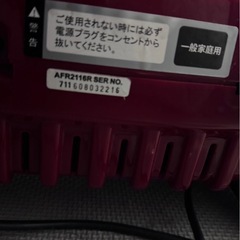 警告
ご使用されない時には必ず
電源プラグをコンセントから
抜いてください。
一般家庭用
AFR2116R SER NO.
711608032216